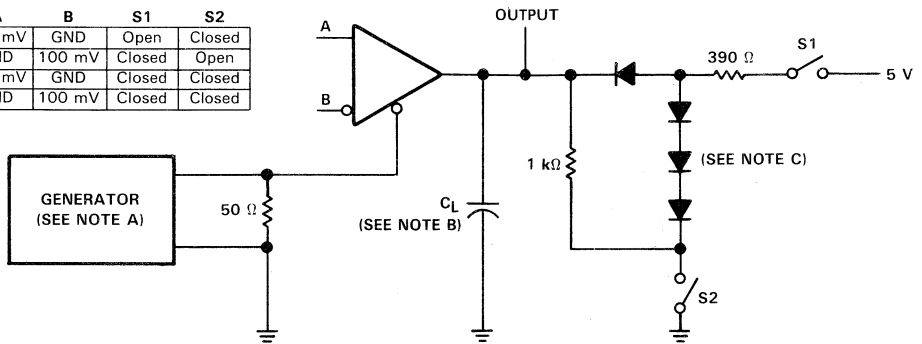 B S1 S2
mV GND Open Closed
100 mV Closed Open
mV GND Closed Closed
100 mV Closed Closed
OUTPUT
A
B
390 Ω
S1
5 V
1 kΩ
(SEE NOTE C)
GENERATOR
(SEE NOTE A)
50 Ω
CL
(SEE NOTE B)
S2